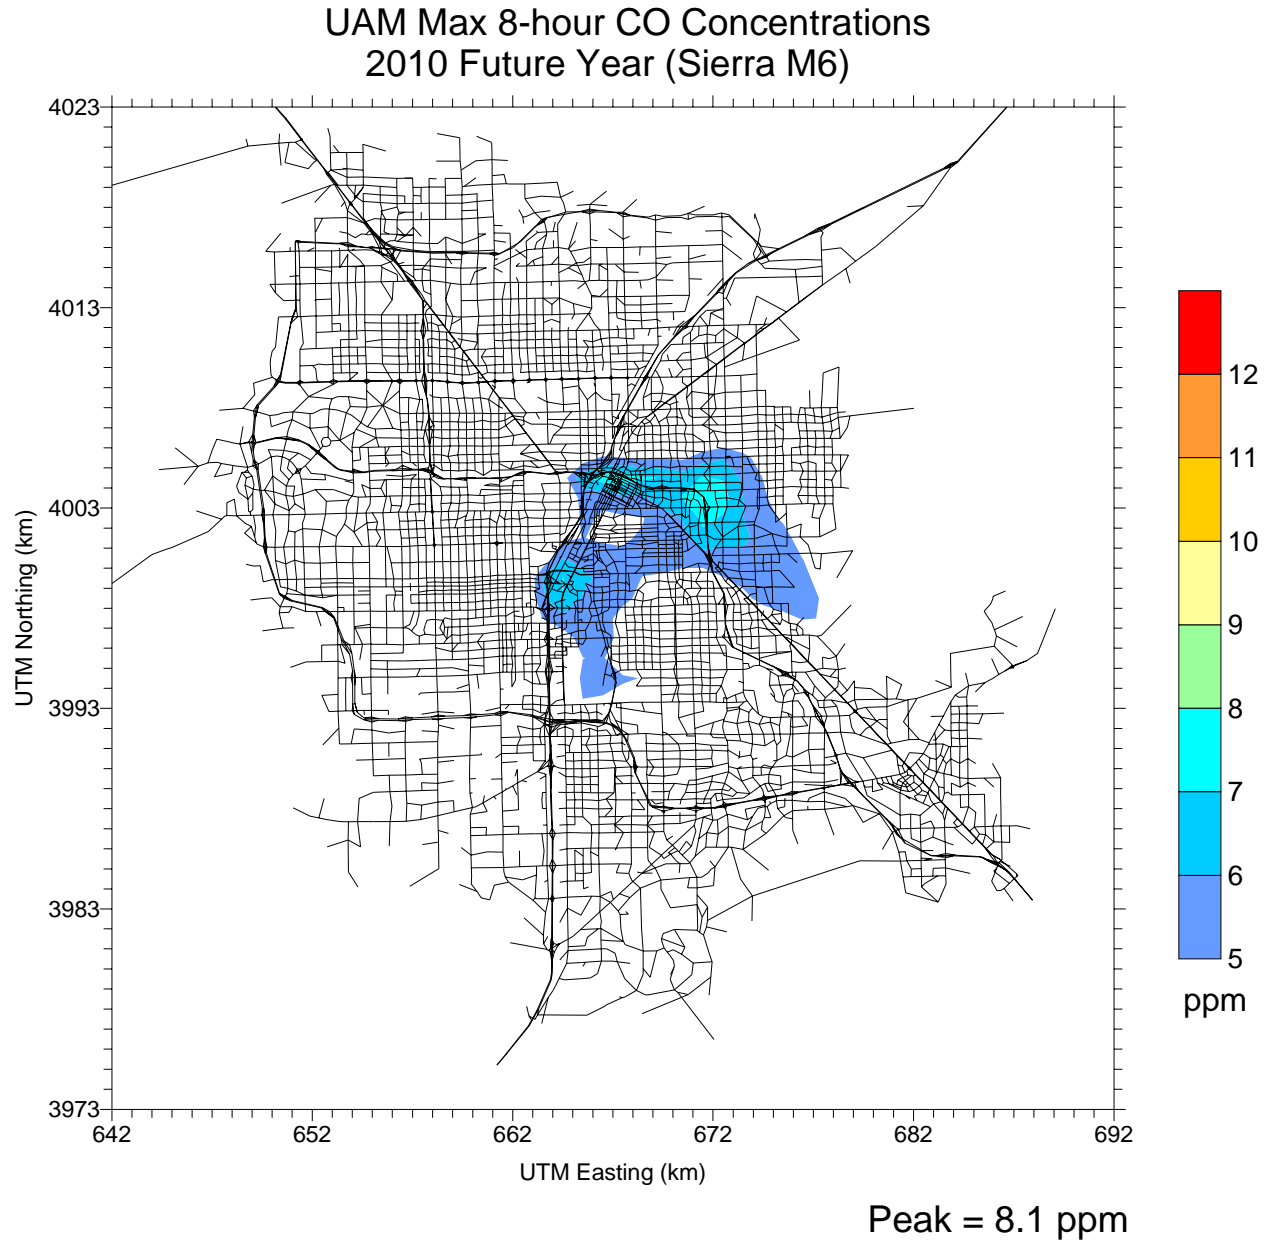 UAM Max 8-hour CO Concentrations
2010 Future Year (Sierra M6)
4023
4013
4003
3993
3983
3973
UTM Northing (km)
642 652 662 672 682 692
UTM Easting (km)
12
11
10
9
8
7
6
5
ppm
Peak = 8.1 ppm